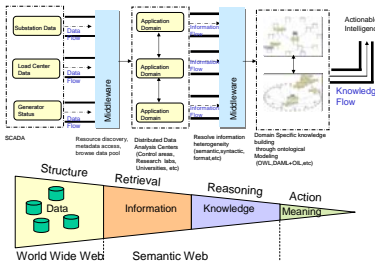 Substation Data
Data
Flow
Load Center
Data
Data
Flow
Generator
Status
Data
Flow
SCADA
Middleware
Resource discovery,
metadata access,
browse data pool
Application
Domain
Application
Domain
Application
Domain
Distributed Data
Analysis Centers
(Control areas,
Research labs,
Universities, etc)
Information
Flow
Information
Flow
Information
Flow
Middleware
Resolve information
heterogeneity
(semantic,syntactic,
format,etc)
Domain Specific knowledge
building
through ontological
Modeling
(OWL,DAML+OIL,etc)
Actionable
Intelligenc
Knowledge
Flow
Structure
Retrieval
Reasoning
Action
Data
Information
Knowledge
Meaning
World Wide Web
Semantic Web